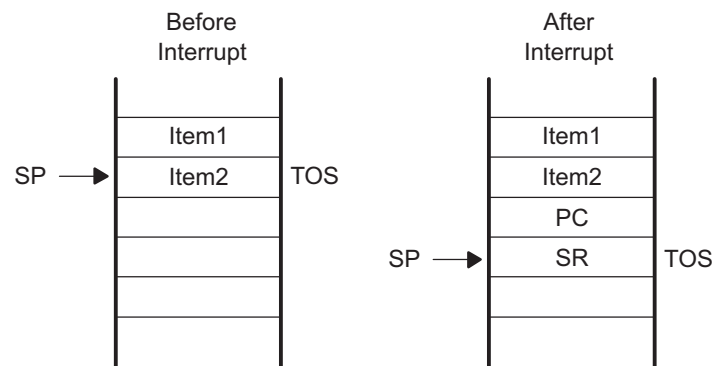 Before
Interrupt
After
Interrupt
Item1
SP
Item2
TOS
Item1
Item2
PC
SP
SR
TOS